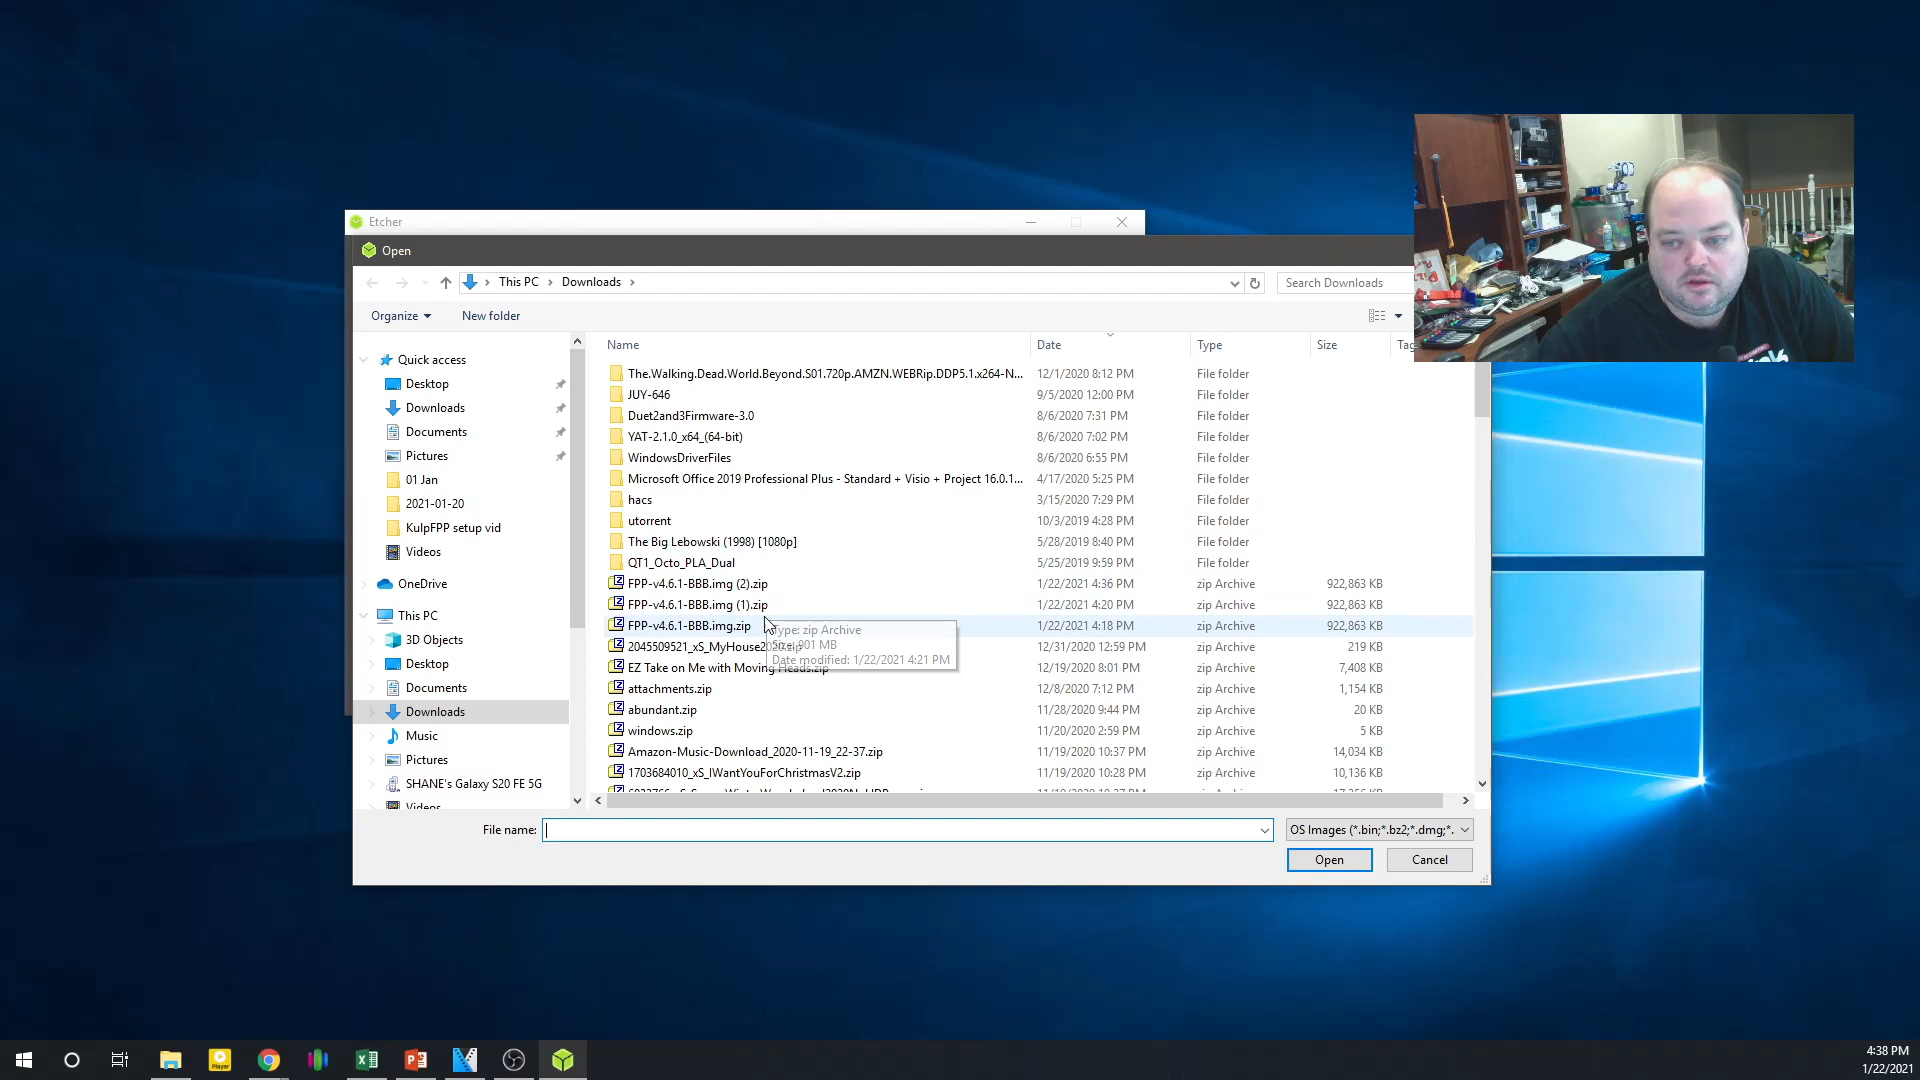 Etcher
Open
This PC > Downloads >
Search Downloads
Organize
New folder
Name Date Type Size Tag
Quick access
Desktop
Downloads
Documents
Pictures
01 Jan
2021-01-20
KulpFPP setup vid
Videos
OneDrive
This PC
3D Objects
Desktop
Documents
Downloads
Music
Pictures
SHANE's Galaxy S20 FE 5G
Videos
The.Walking.Dead.World.Beyond.S01.720p.AMZN.WEBRip.DDP5.1.x264-N... 12/1/2020 8:12 PM File folder
JUY-646 9/5/2020 12:00 PM File folder
Duet2and3Firmware-3.0 8/6/2020 7:31 PM File folder
YAT-2.1.0_x64_(64-bit) 8/6/2020 7:02 PM File folder
WindowsDriverFiles 8/6/2020 6:55 PM File folder
Microsoft Office 2019 Professional Plus - Standard + Visio + Project 16.0.1... 4/17/2020 5:25 PM File folder
hacs 3/15/2020 7:29 PM File folder
utorrent 10/3/2019 4:28 PM File folder
The Big Lebowski (1998) [1080p] 5/28/2019 8:40 PM File folder
QT1_Octo_PLA_Dual 5/25/2019 9:59 PM File folder
FPP-v4.6.1-BBB.img (2).zip 1/22/2021 4:36 PM zip Archive 922,863 KB
FPP-v4.6.1-BBB.img (1).zip 1/22/2021 4:20 PM zip Archive 922,863 KB
FPP-v4.6.1-BBB.img.zip 1/22/2021 4:18 PM zip Archive 922,863 KB
Type: zip Archive
Size: 901 MB
Date modified: 1/22/2021 4:21 PM
2045509521_xS_MyHouse2020.zip 12/31/2020 12:59 PM zip Archive 219 KB
EZ Take on Me with Moving Heads.zip 12/19/2020 8:01 PM zip Archive 7,408 KB
attachments.zip 12/8/2020 7:12 PM zip Archive 1,154 KB
abundant.zip 11/28/2020 9:44 PM zip Archive 20 KB
windows.zip 11/20/2020 2:59 PM zip Archive 5 KB
Amazon-Music-Download_2020-11-19_22-37.zip 11/19/2020 10:37 PM zip Archive 14,034 KB
1703684010_xS_IWantYouForChristmasV2.zip 11/19/2020 10:28 PM zip Archive 10,136 KB
File name:
OS Images (*.bin;*.bz2;*.dmg;*.
Open
Cancel
Player
4:38 PM
1/22/2021